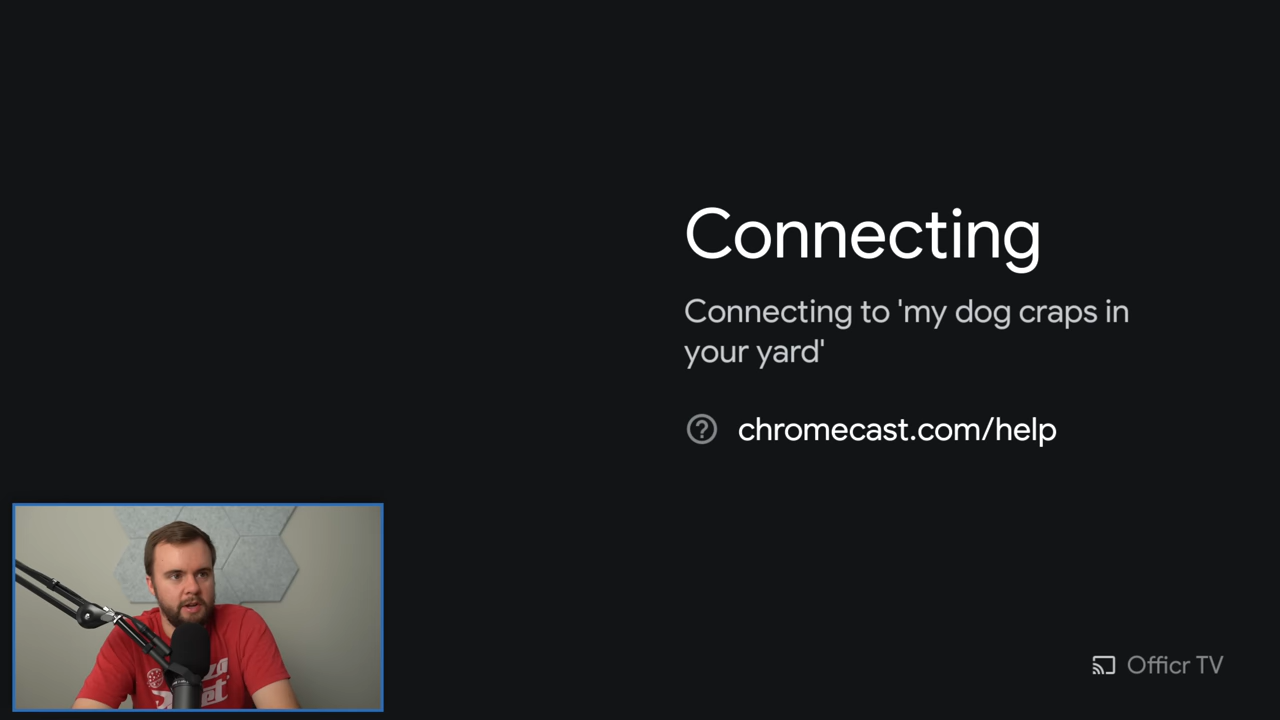 Connecting
Connecting to 'my dog craps in
your yard'
chromecast.com/help
Officr TV